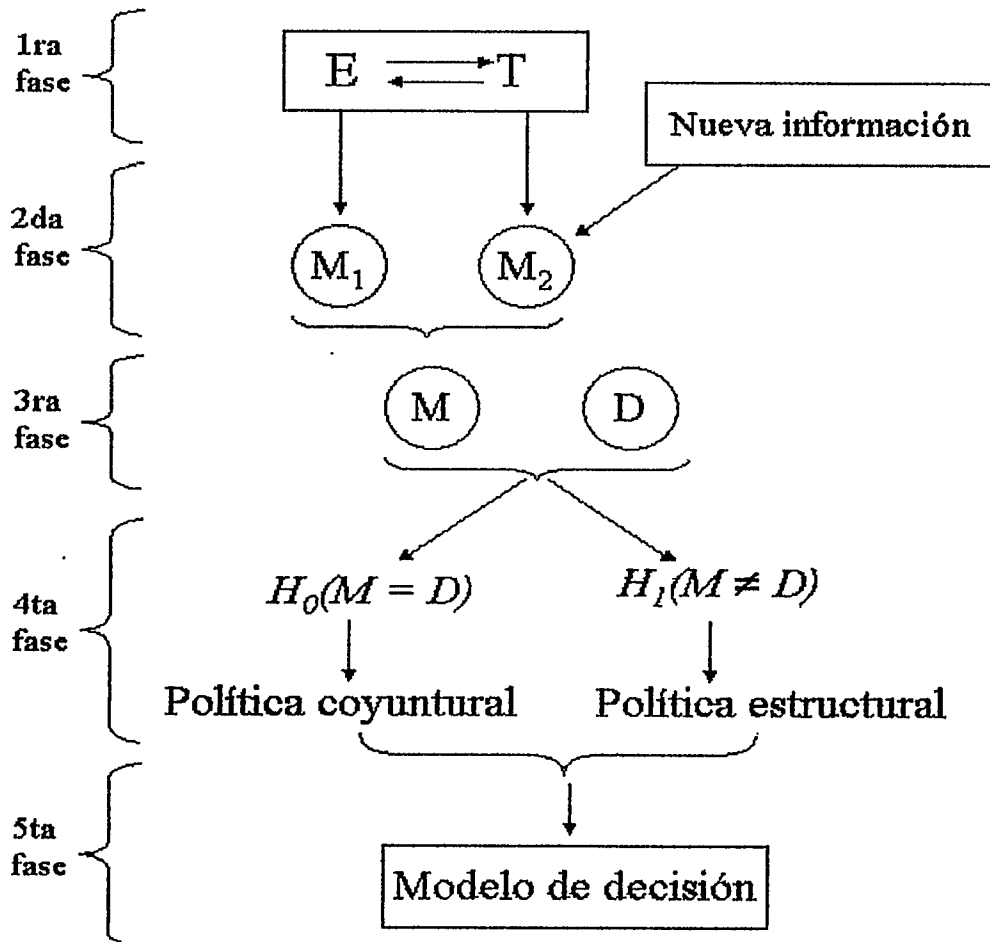 1ra
fase
E T
Nueva información
2da
fase
M₁ M₂
3ra
fase
M D
4ta
fase
H₀(M = D) H₁(M ≠ D)
Política coyuntural Política estructural
5ta
fase
Modelo de decisión